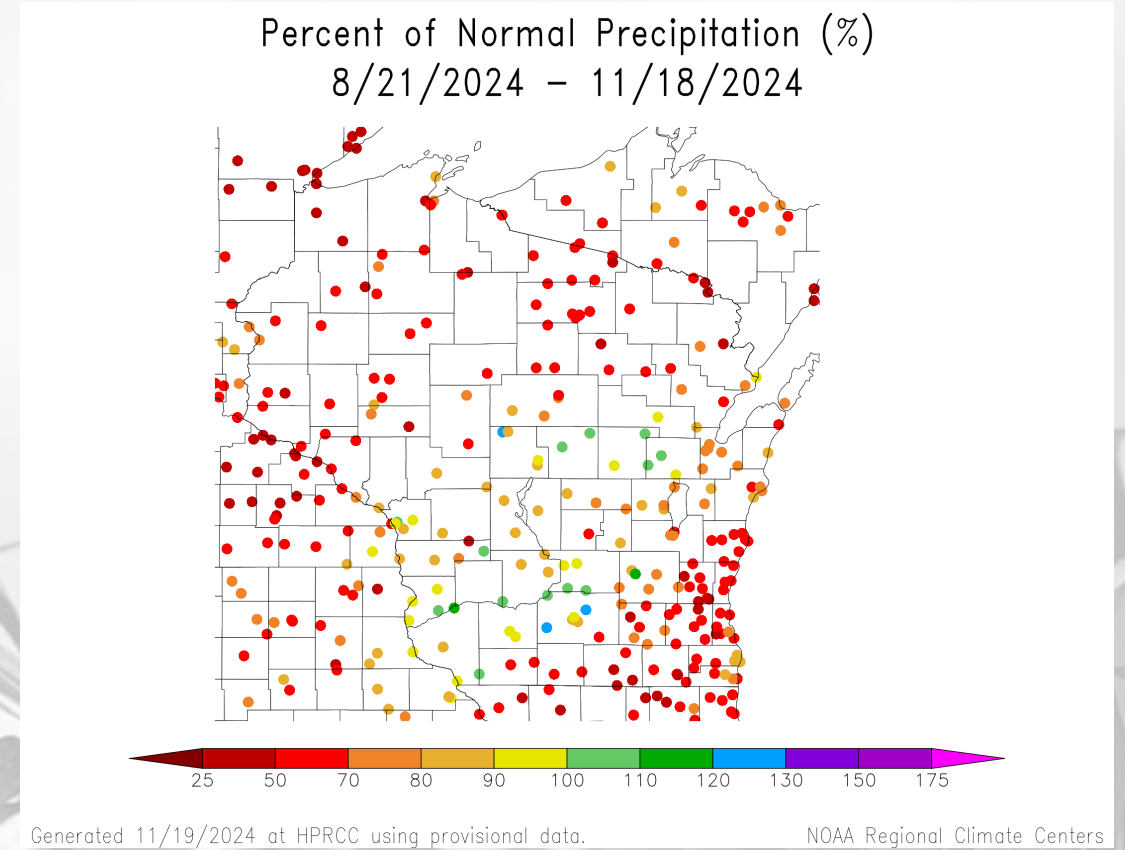 Percent of Normal Precipitation (%)
8/21/2024 – 11/18/2024
25 50 70 80 90 100 110 120 130 150 175
Generated 11/19/2024 at HPRCC using provisional data.
NOAA Regional Climate Centers